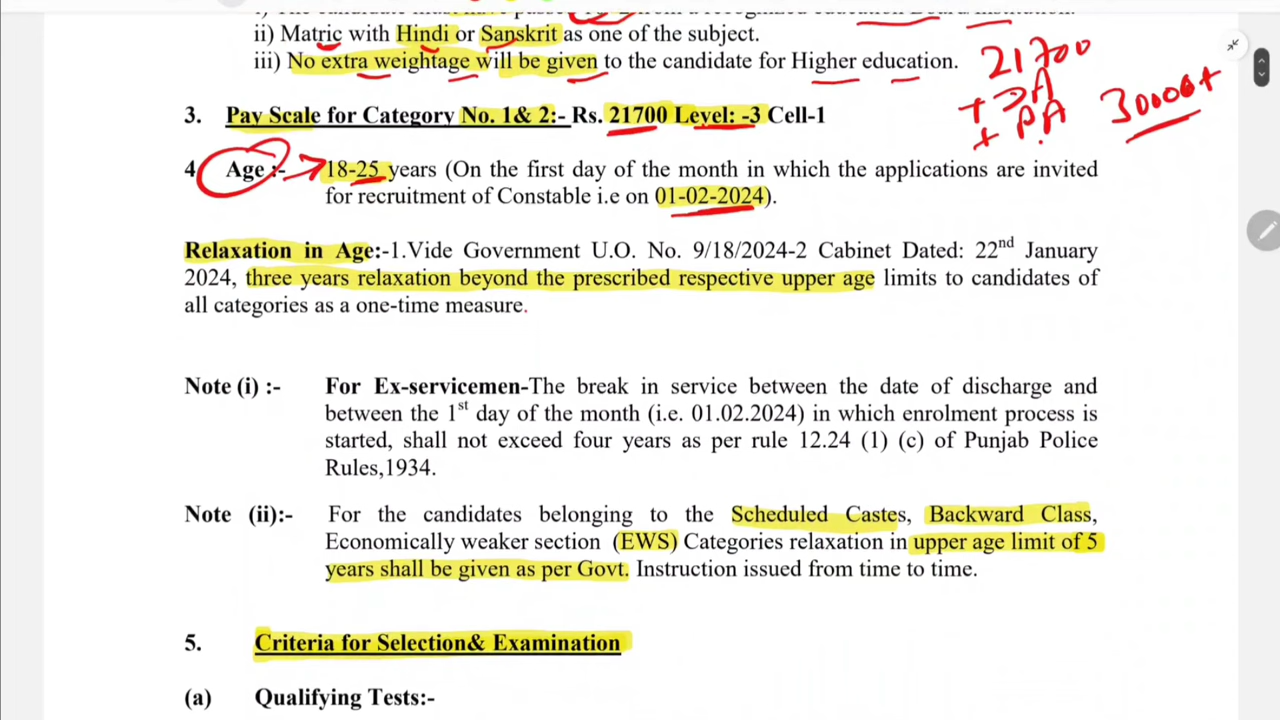 ii) Matric with Hindi or Sanskrit as one of the subject.
iii) No extra weightage will be given to the candidate for Higher education.
21700
+ DA
+ PA
30000+
3. Pay Scale for Category No. 1& 2:- Rs. 21700 Level: -3 Cell-1
4 Age :- 18-25 years (On the first day of the month in which the applications are invited
for recruitment of Constable i.e on 01-02-2024).
Relaxation in Age:-1.Vide Government U.O. No. 9/18/2024-2 Cabinet Dated: 22nd January
2024, three years relaxation beyond the prescribed respective upper age limits to candidates of
all categories as a one-time measure.
Note (i) :- For Ex-servicemen-The break in service between the date of discharge and
between the 1st day of the month (i.e. 01.02.2024) in which enrolment process is
started, shall not exceed four years as per rule 12.24 (1) (c) of Punjab Police
Rules,1934.
Note (ii):- For the candidates belonging to the Scheduled Castes, Backward Class,
Economically weaker section (EWS) Categories relaxation in upper age limit of 5
years shall be given as per Govt. Instruction issued from time to time.
5. Criteria for Selection& Examination
(a) Qualifying Tests:-